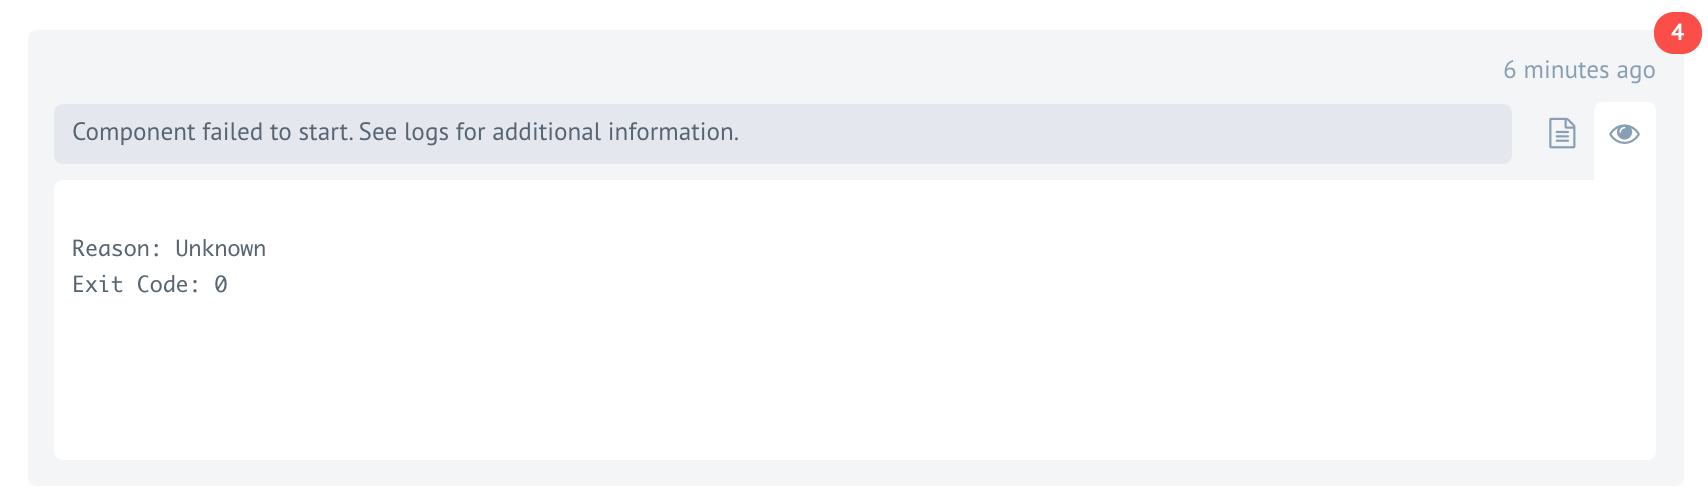 4
6 minutes ago
Component failed to start. See logs for additional information.
Reason: Unknown
Exit Code: 0